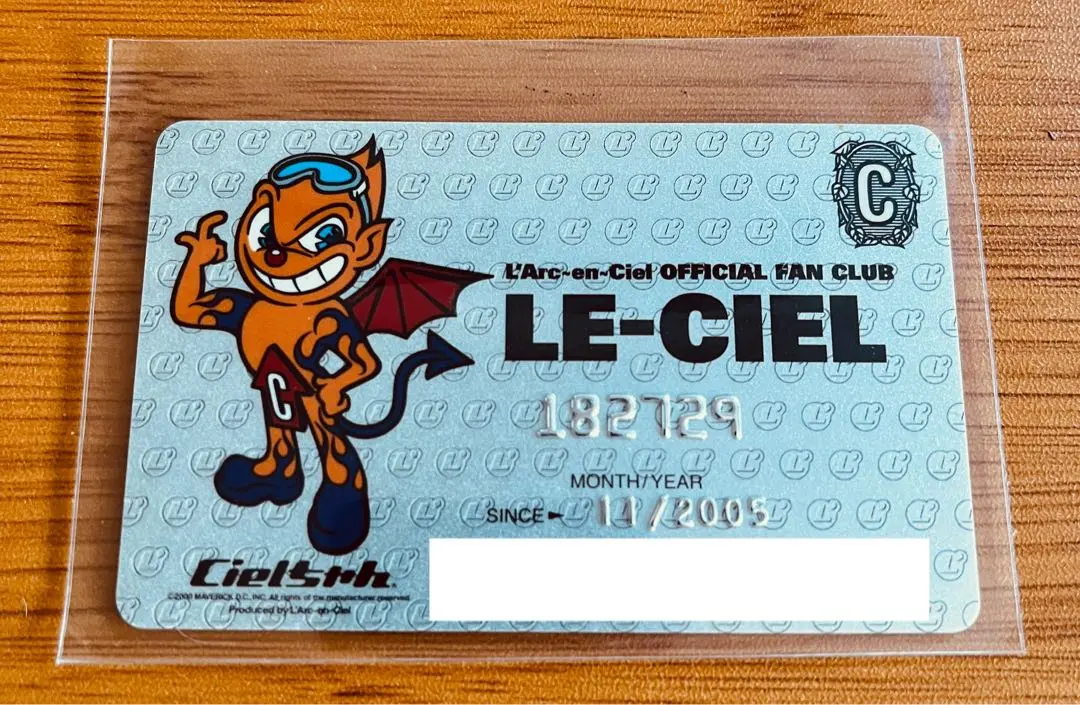 C
L'Arc~en~Ciel OFFICIAL FAN CLUB
LE-CIEL
C
182729
MONTH/YEAR
SINCE► 11/2005
Ciel
©2000 MAVERICK D.C. INC. All rights of the manufacturer reserved.
Produced by L'Arc~en~Ciel